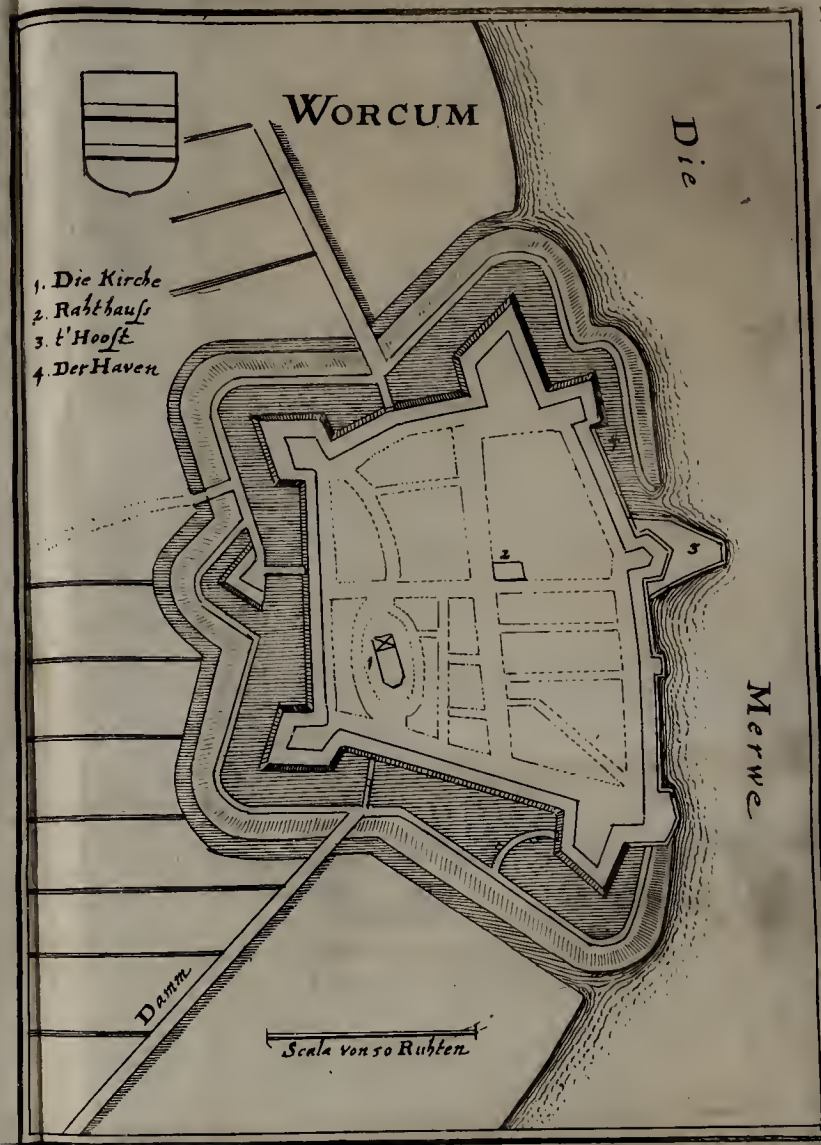 WORCUM
Die
1. Die Kirche
2. Rahthauſs
3. t'Hooft
4. Der Haven
4
2
3
1
Merwe
Damm
Scala von 50 Ruhten